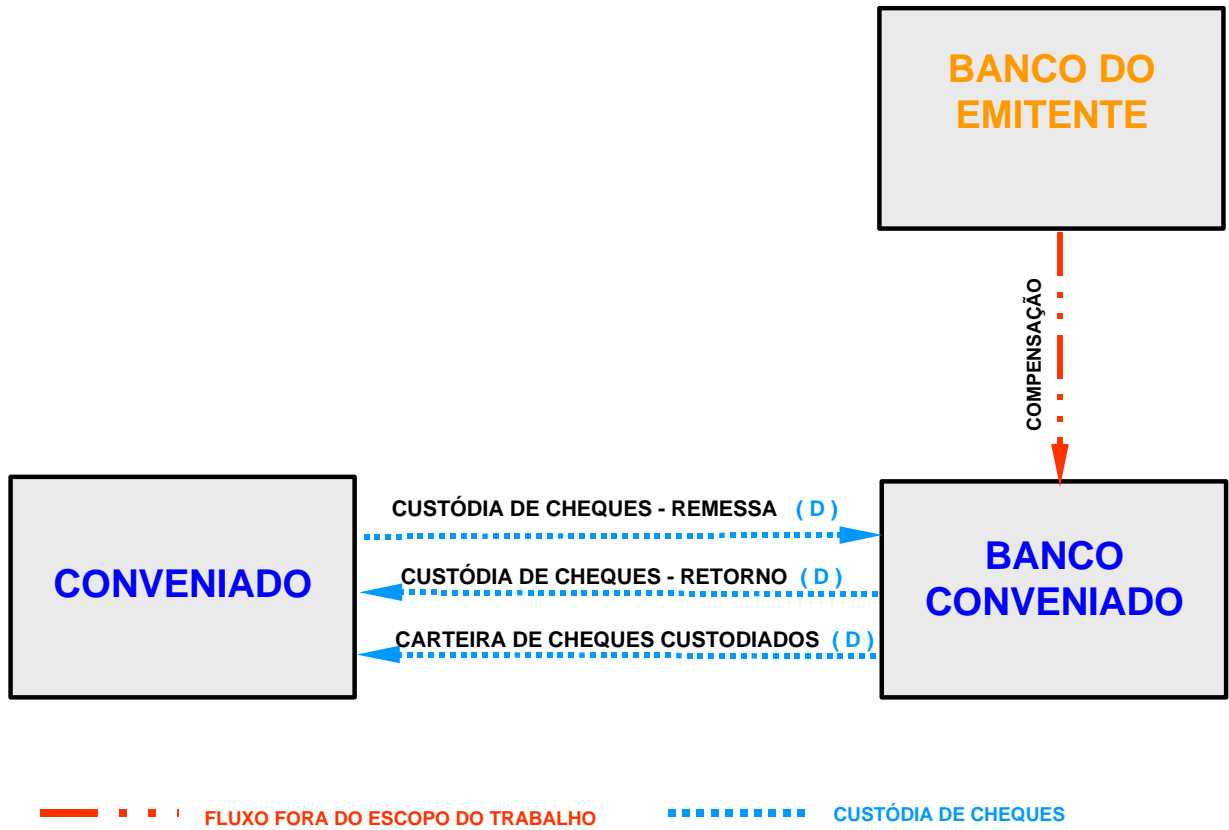 BANCO DO
EMITENTE
COMPENSAÇÃO
CUSTÓDIA DE CHEQUES - REMESSA ( D )
CONVENIADO
CUSTÓDIA DE CHEQUES - RETORNO ( D )
BANCO
CONVENIADO
CARTEIRA DE CHEQUES CUSTODIADOS ( D )
FLUXO FORA DO ESCOPO DO TRABALHO
CUSTÓDIA DE CHEQUES